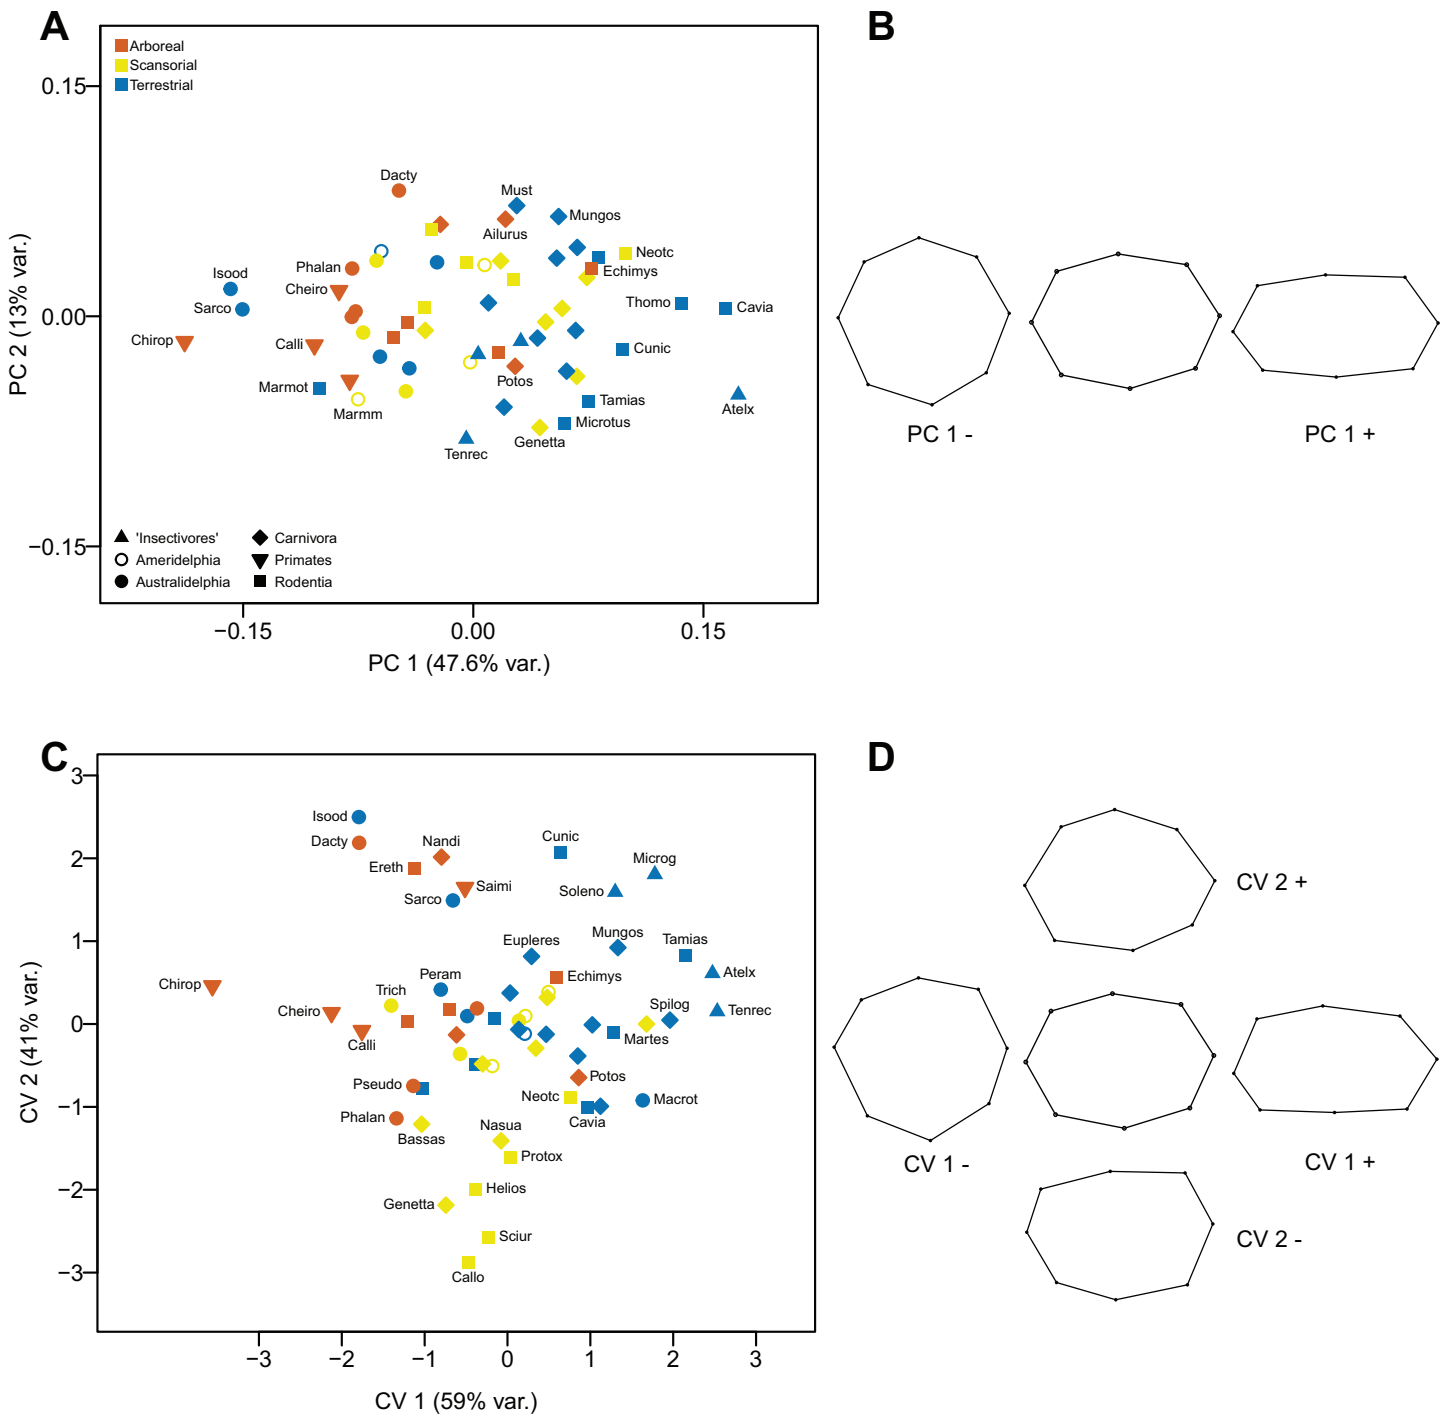 A
B
Arboreal
Scansorial
Terrestrial
0.15
0.00
−0.15
PC 2 (13% var.)
Dacty
Must
Mungos
Ailurus
Neotc
Echimys
Phalan
Isood
Cheiro
Sarco
Thomo
Cavia
Chirop
Calli
Cunic
Marmot
Potos
Marmm
Tamias
Atelx
Microtus
Genetta
Tenrec
'Insectivores'
Carnivora
Ameridelphia
Primates
Australidelphia
Rodentia
−0.15
0.00
0.15
PC 1 (47.6% var.)
PC 1 -
PC 1 +
C
D
3
2
1
0
−1
−2
−3
CV 2 (41% var.)
Isood
Dacty
Nandi
Cunic
Ereth
Microg
Saimi
Soleno
Sarco
Mungos
Eupleres
Tamias
Peram
Echimys
Atelx
Chirop
Trich
Cheiro
Spilog
Tenrec
Calli
Martes
Pseudo
Potos
Neotc
Macrot
Phalan
Cavia
Bassas
Nasua
Protox
Helios
Genetta
Sciur
Callo
−3
−2
−1
0
1
2
3
CV 1 (59% var.)
CV 2 +
CV 1 -
CV 1 +
CV 2 -